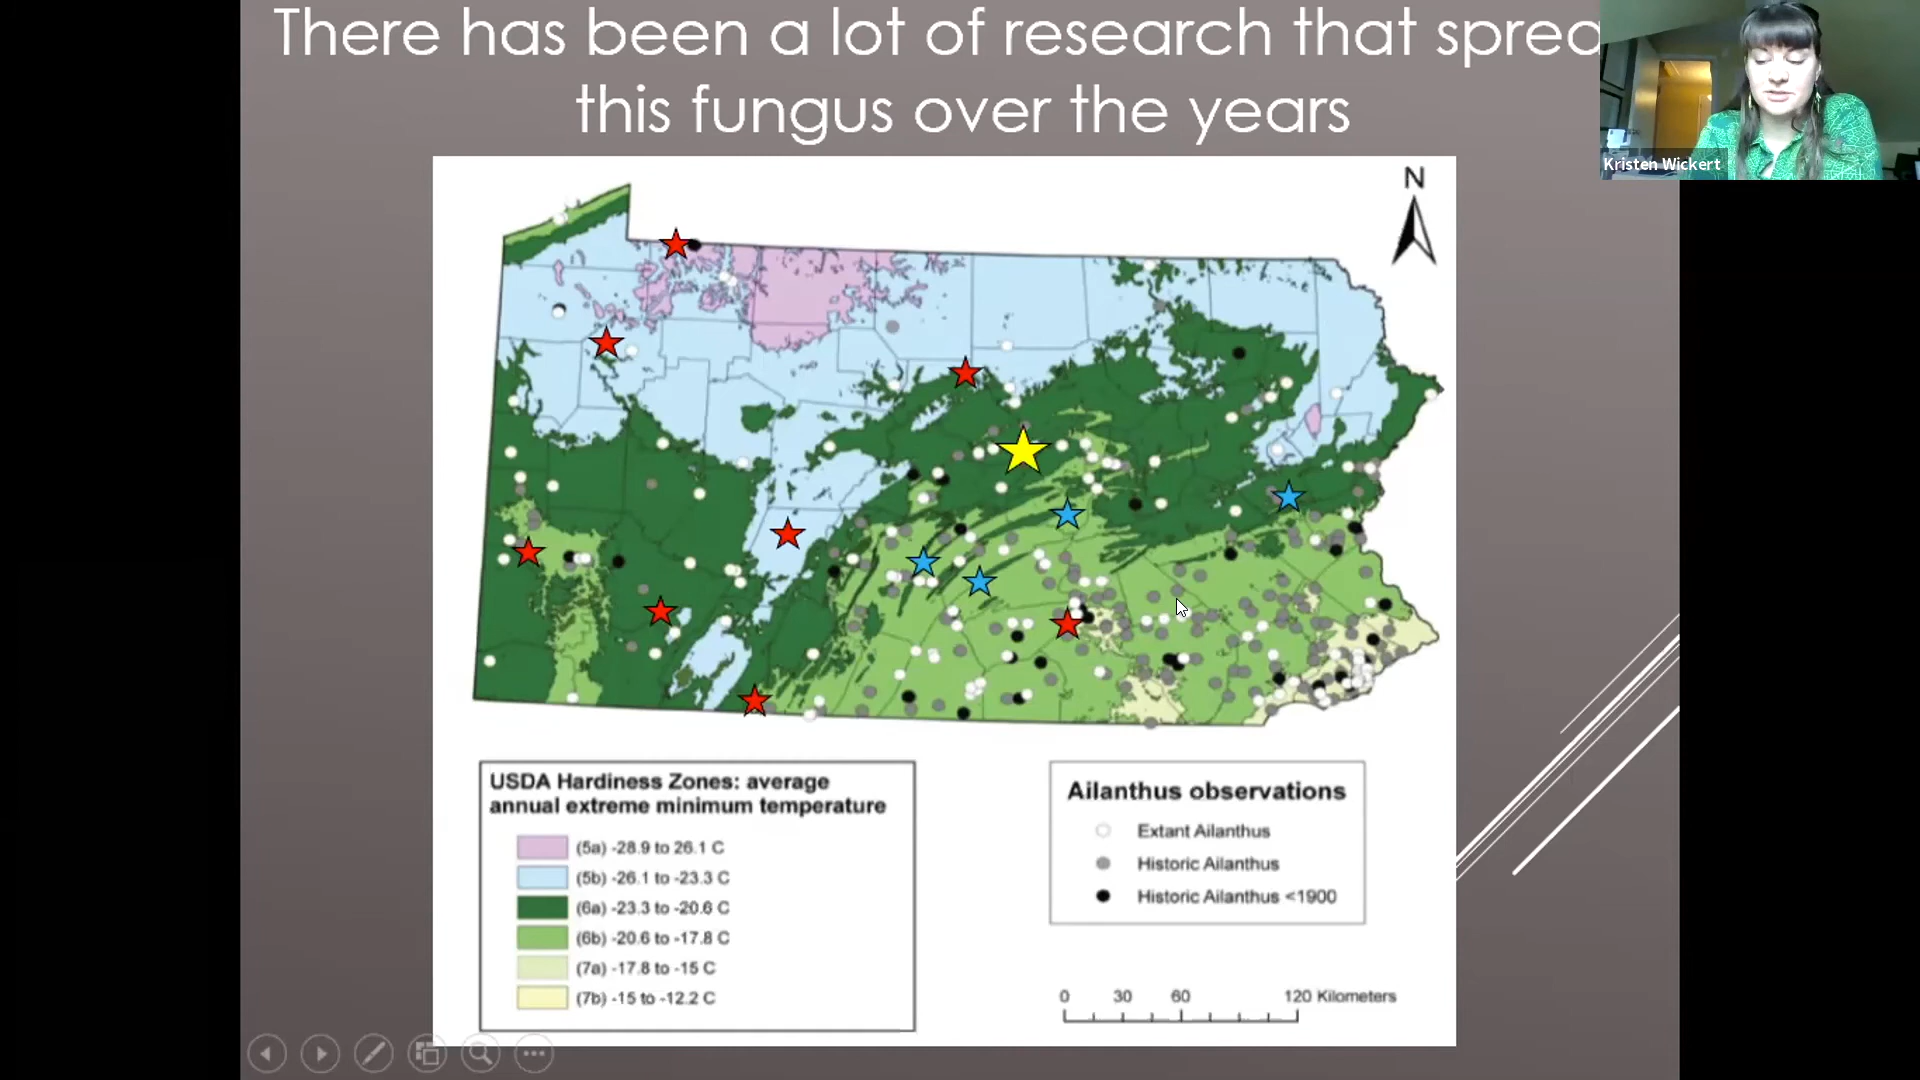 There has been a lot of research that spread
this fungus over the years
Kristen Wickert
N
USDA Hardiness Zones: average
annual extreme minimum temperature
(5a) -28.9 to 26.1 C
(5b) -26.1 to -23.3 C
(6a) -23.3 to -20.6 C
(6b) -20.6 to -17.8 C
(7a) -17.8 to -15 C
(7b) -15 to -12.2 C
Ailanthus observations
Extant Ailanthus
Historic Ailanthus
Historic Ailanthus <1900
0 30 60 120 Kilometers